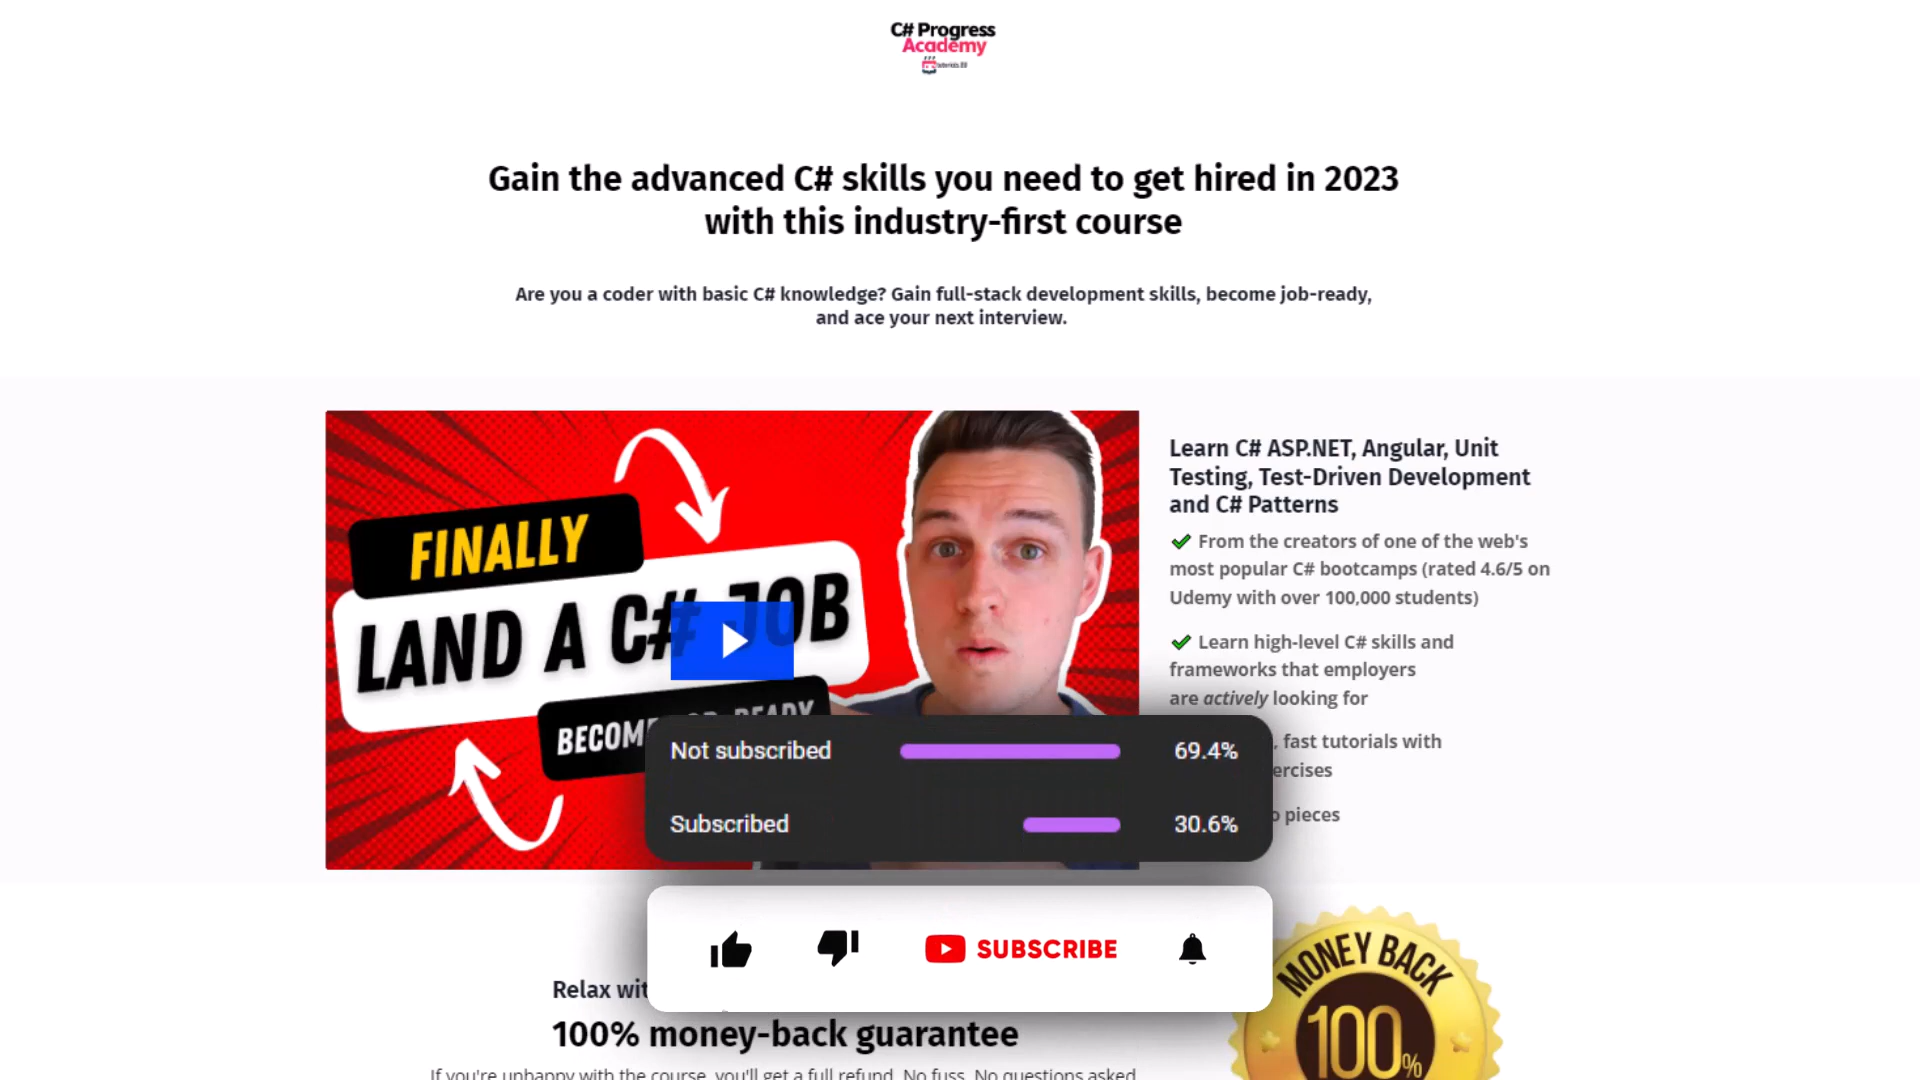 C# Progress
Academy
Gain the advanced C# skills you need to get hired in 2023
with this industry-first course
Are you a coder with basic C# knowledge? Gain full-stack development skills, become job-ready,
and ace your next interview.
FINALLY
LAND A C# JOB
BECOME JOB-READY
Learn C# ASP.NET, Angular, Unit
Testing, Test-Driven Development
and C# Patterns
From the creators of one of the web's
most popular C# bootcamps (rated 4.6/5 on
Udemy with over 100,000 students)
Learn high-level C# skills and
frameworks that employers
are actively looking for
, fast tutorials with
ercises
pieces
Not subscribed 69.4%
Subscribed 30.6%
SUBSCRIBE
Relax wit
100% money-back guarantee
If you're unhappy with the course, you'll get a full refund. No fuss. No questions asked
MONEY BACK
100%